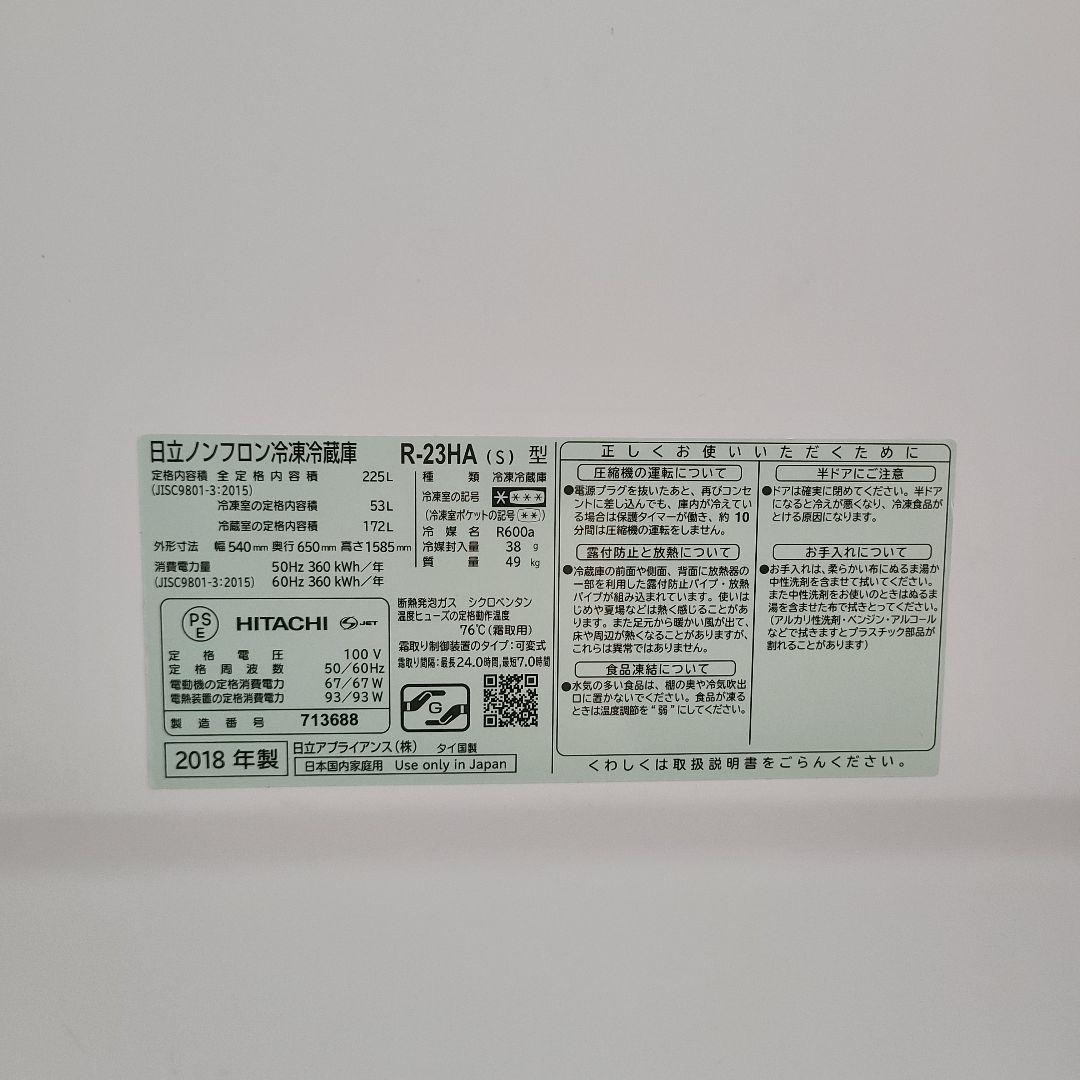 日立ノンフロン冷凍冷蔵庫 R-23HA (S) 型
定格内容積 全定格内容積 225L
(JISC9801-3:2015)
冷凍室の定格内容積 53L
冷蔵室の定格内容積 172L
外形寸法 幅540mm 奥行650mm 高さ1585mm
消費電力量 50Hz 360 kWh/年
(JISC9801-3:2015) 60Hz 360 kWh/年
種類 冷凍冷蔵庫
冷凍室の記号 ****
(冷凍室ポケットの記号 **)
冷媒名 R600a
冷媒封入量 38 g
質量 49 kg
PSE HITACHI S JET
定格電圧 100 V
定格周波数 50/60Hz
電動機の定格消費電力 67/67 W
電熱装置の定格消費電力 93/93 W
製造番号 713688
断熱発泡ガス シクロペンタン
温度ヒューズの定格動作温度
76℃(霜取用)
霜取り制御装置のタイプ:可変式
霜取り間隔:最長24.0時間,最短7.0時間
G
2018 年製
日立アプライアンス(株) タイ国製
日本国内家庭用 Use only in Japan
正しくお使いいただくために
圧縮機の運転について
●電源プラグを抜いたあと、再びコンセ
ントに差し込んでも、庫内が冷えてい
る場合は保護タイマーが働き、約 10
分間は圧縮機の運転をしません。
露付防止と放熱について
●冷蔵庫の前面や側面、背面に放熱器の
一部を利用した露付防止パイプ・放熱
パイプが組み込まれています。使いは
じめや夏場などは熱く感じることがあ
ります。また足元から暖かい風が出て、
床や周辺が熱くなることがありますが、
これらは異常ではありません。
食品凍結について
●水気の多い食品は、棚の奥や冷気吹出
口に置かないでください。食品が凍る
ときは温度調節を“弱”にしてください。
半ドアにご注意
●ドアは確実に閉めてください。半ドア
になると冷えが悪くなり、冷凍食品が
とける原因になります。
お手入れについて
●お手入れは、柔らかい布にぬるま湯か
中性洗剤を含ませて拭いてください。
また中性洗剤をお使いのときはぬるま
湯を含ませた布で拭きとってください。
(アルカリ性洗剤・ベンジン・アルコール
などで拭きますとプラスチック部品が
割れることがあります)
くわしくは取扱説明書をごらんください。